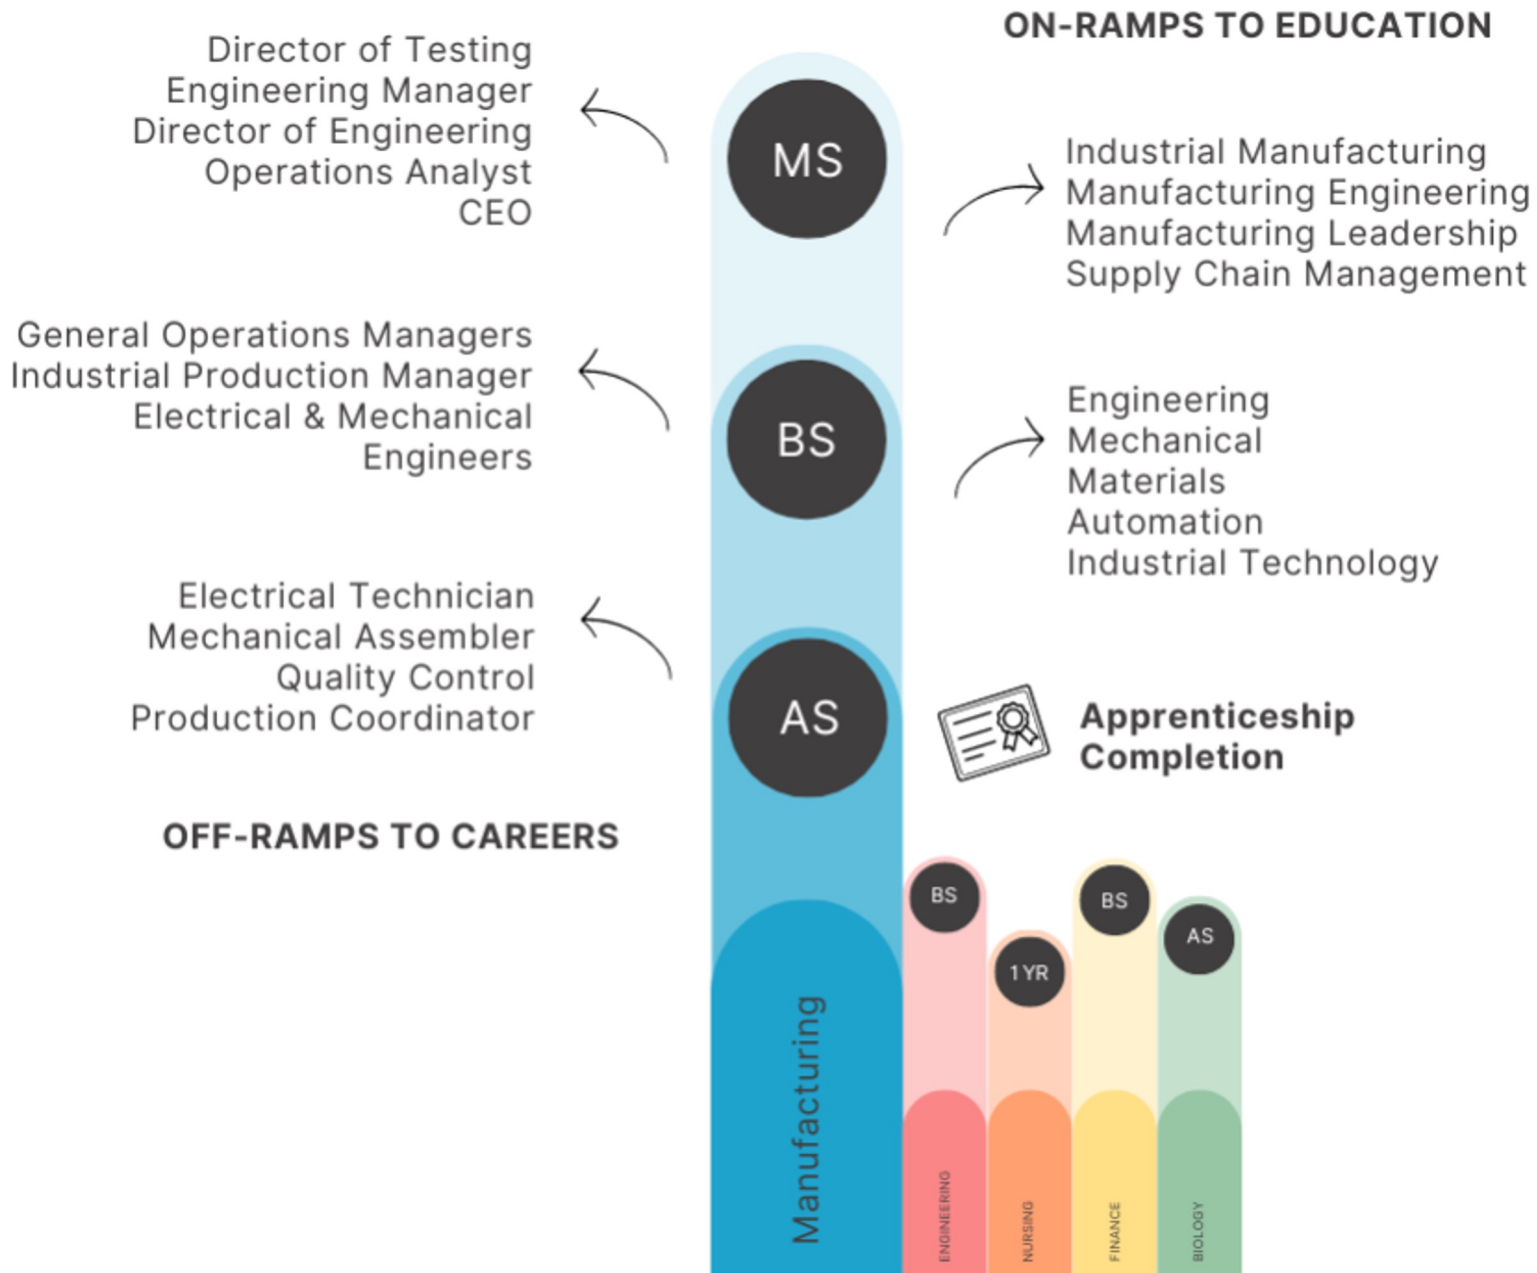 ON-RAMPS TO EDUCATION
Director of Testing
Engineering Manager
Director of Engineering
Operations Analyst
CEO
MS
Industrial Manufacturing
Manufacturing Engineering
Manufacturing Leadership
Supply Chain Management
General Operations Managers
Industrial Production Manager
Electrical & Mechanical
Engineers
BS
Engineering
Mechanical
Materials
Automation
Industrial Technology
Electrical Technician
Mechanical Assembler
Quality Control
Production Coordinator
AS
Apprenticeship
Completion
OFF-RAMPS TO CAREERS
BS
1 YR
BS
AS
Manufacturing
ENGINEERING
NURSING
FINANCE
BIOLOGY